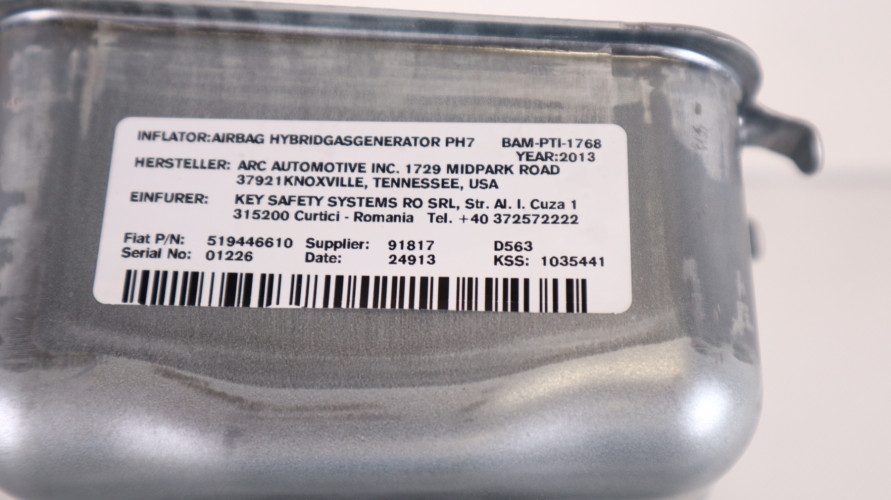 INFLATOR:AIRBAG HYBRIDGASGENERATOR PH7 BAM-PTI-1768
YEAR:2013
HERSTELLER: ARC AUTOMOTIVE INC. 1729 MIDPARK ROAD
37921KNOXVILLE, TENNESSEE, USA
EINFURER: KEY SAFETY SYSTEMS RO SRL, Str. Al. I. Cuza 1
315200 Curtici - Romania Tel. +40 372572222
Fiat P/N: 519446610 Supplier: 91817 D563
Serial No: 01226 Date: 24913 KSS: 1035441